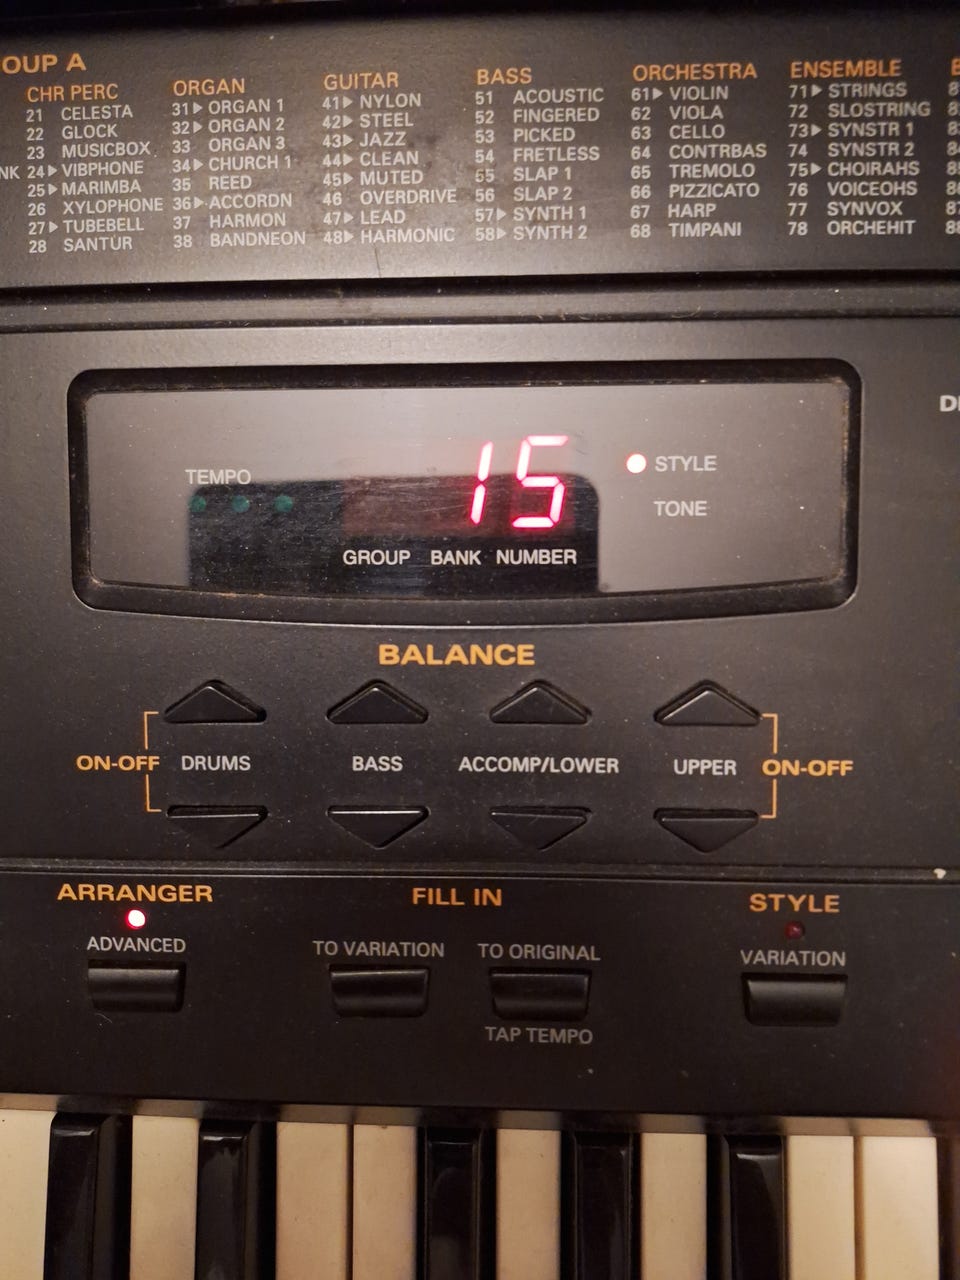 OUP A
CHR PERC
21 CELESTA
22 GLOCK
23 MUSICBOX
NK 24▶ VIBPHONE
25▶ MARIMBA
26 XYLOPHONE
27▶ TUBEBELL
28 SANTUR
ORGAN
31▶ ORGAN 1
32▶ ORGAN 2
33 ORGAN 3
34▶ CHURCH 1
35 REED
36▶ ACCORDN
37 HARMON
38 BANDNEON
GUITAR
41▶ NYLON
42▶ STEEL
43▶ JAZZ
44▶ CLEAN
45▶ MUTED
46 OVERDRIVE
47▶ LEAD
48▶ HARMONIC
BASS
51 ACOUSTIC
52 FINGERED
53 PICKED
54 FRETLESS
55 SLAP 1
56 SLAP 2
57▶ SYNTH 1
58▶ SYNTH 2
ORCHESTRA
61▶ VIOLIN
62 VIOLA
63 CELLO
64 CONTRBAS
65 TREMOLO
66 PIZZICATO
67 HARP
68 TIMPANI
ENSEMBLE
71▶ STRINGS
72 SLOSTRING
73▶ SYNSTR 1
74 SYNSTR 2
75▶ CHOIRAHS
76 VOICEOHS
77 SYNVOX
78 ORCHEHIT
TEMPO
15
STYLE
TONE
GROUP BANK NUMBER
BALANCE
ON-OFF DRUMS BASS ACCOMP/LOWER UPPER ON-OFF
ARRANGER FILL IN STYLE
ADVANCED TO VARIATION TO ORIGINAL VARIATION
TAP TEMPO